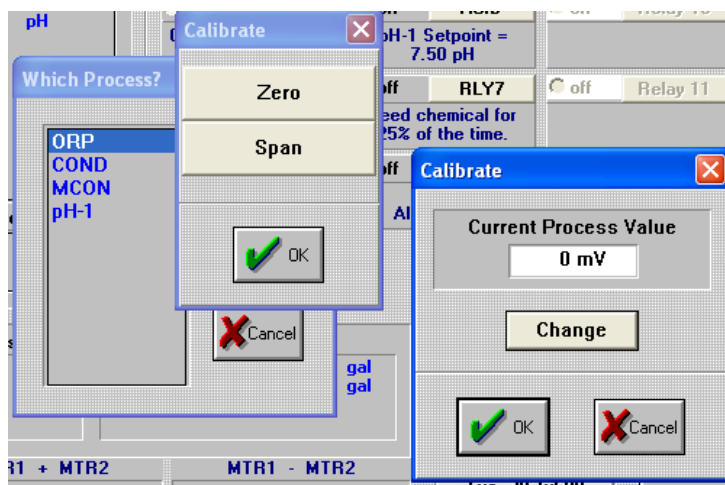 pH
Which Process?
ORP
COND
MCON
pH-1
Cancel
Calibrate
Zero
Span
OK
pH-1 Setpoint =
7.50 pH
off
RLY7
off
Relay 11
feed chemical for
25% of the time.
off
Calibrate
Current Process Value
0 mV
Change
OK
Cancel
gal
gal
MTR1 - MTR2
+ MTR2